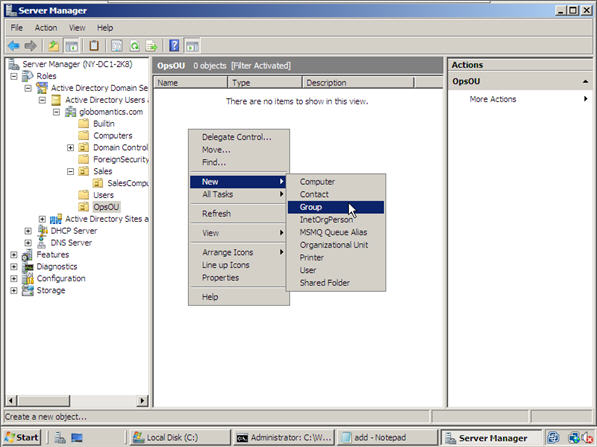 Server Manager
File Action View Help
Server Manager (NY-DC1-2K8)
Roles
Active Directory Domain Se
Active Directory Users a
globomantics.com
Builtin
Computers
Domain Control
ForeignSecurity
Sales
SalesCompu
Users
OpsOU
Active Directory Sites a
DHCP Server
DNS Server
Features
Diagnostics
Configuration
Storage
OpsOU 0 objects [Filter Activated]
Name Type Description
There are no items to show in this view.
Delegate Control...
Move...
Find...
New
All Tasks
Refresh
View
Arrange Icons
Line up Icons
Properties
Help
Computer
Contact
Group
InetOrgPerson
MSMQ Queue Alias
Organizational Unit
Printer
User
Shared Folder
Actions
OpsOU
More Actions
Create a new object...
Start
Local Disk (C:)
Administrator: C:\W...
add - Notepad
Server Manager